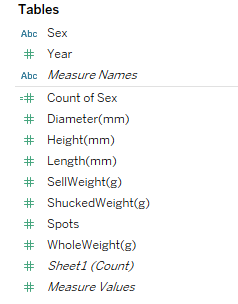 Tables
Abc Sex
# Year
Abc Measure Names
=# Count of Sex
# Diameter(mm)
# Height(mm)
# Length(mm)
# SellWeight(g)
# ShuckedWeight(g)
# Spots
# WholeWeight(g)
# Sheet1 (Count)
# Measure Values